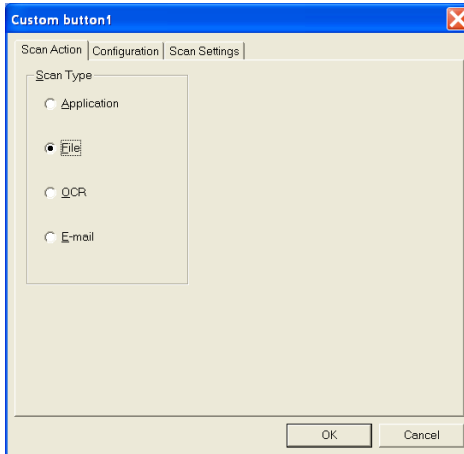 Custom button1
Scan Action Configuration Scan Settings
Scan Type
Application
File
OCR
E-mail
OK Cancel